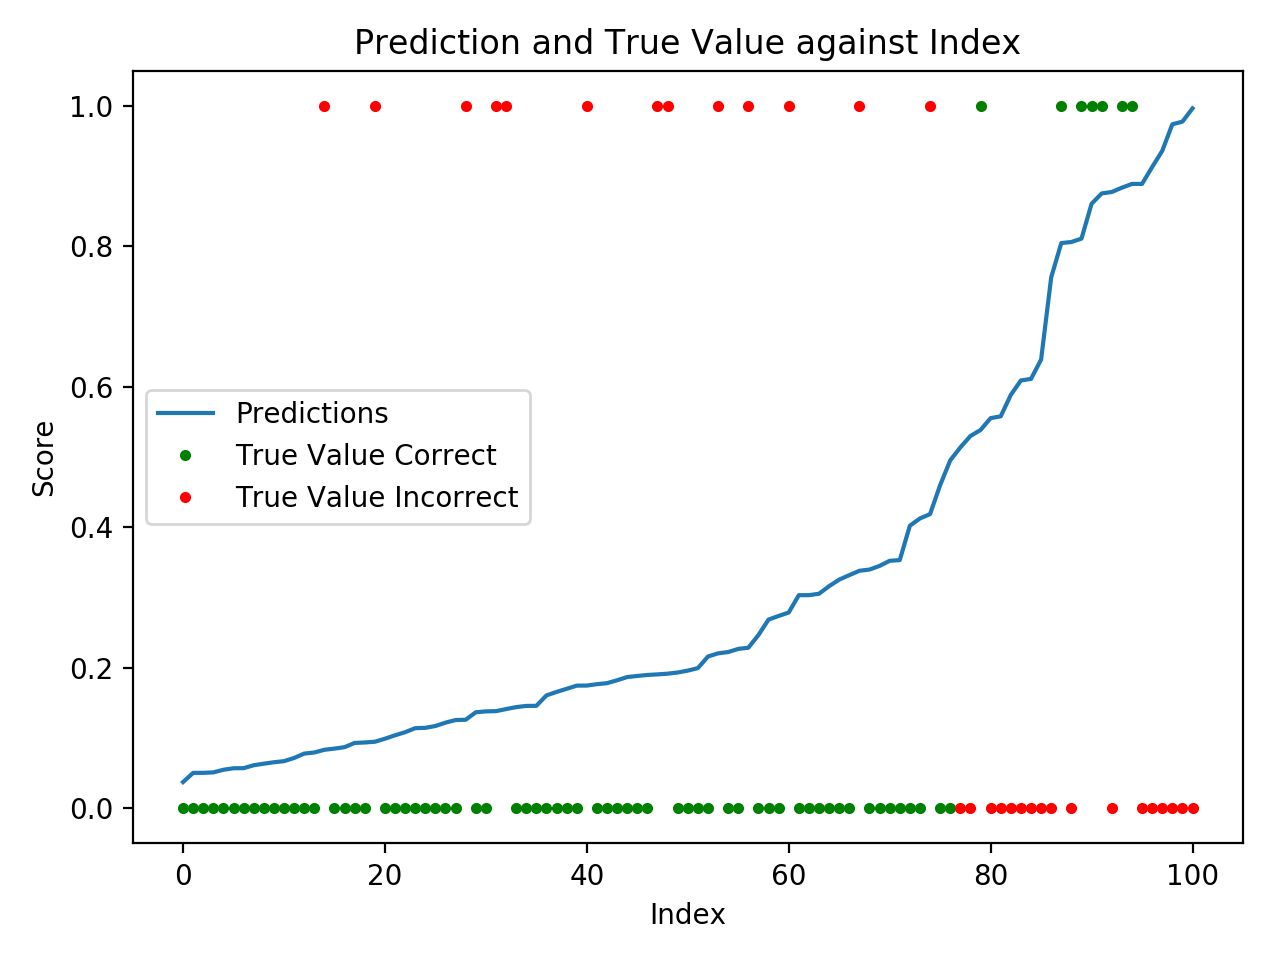 Prediction and True Value against Index
1.0
0.8
0.6
0.4
0.2
0.0
Score
Predictions
True Value Correct
True Value Incorrect
0 20 40 60 80 100
Index